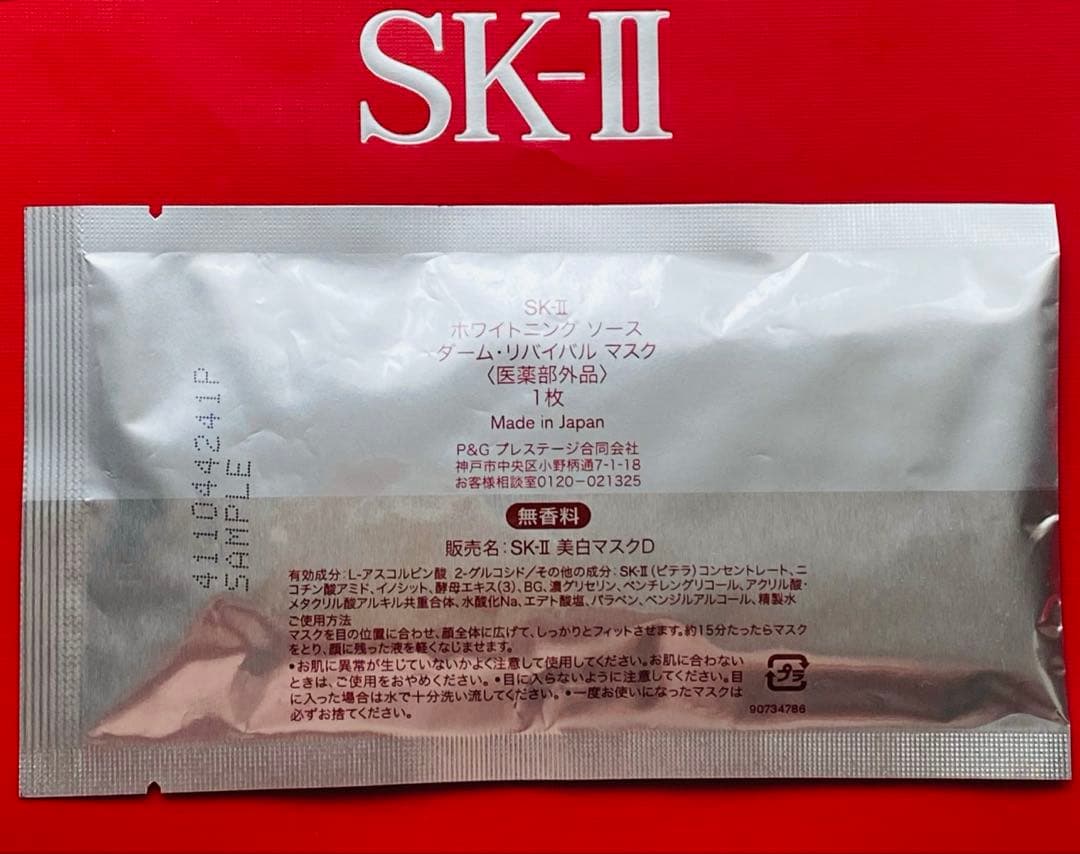 SK-II
SK-II
ホワイトニング ソース
ダーム・リバイバル マスク
〈医薬部外品〉
1枚
Made in Japan
P&G プレステージ合同会社
神戸市中央区小野柄通7-1-18
お客様相談室0120-021325
無香料
販売名:SK-II 美白マスクD
有効成分:L-アスコルビン酸 2-グルコシド/その他の成分:SK-II(ピテラ)コンセントレート、ニ
コチン酸アミド、イノシット、酵母エキス(3)、BG、濃グリセリン、ペンチレングリコール、アクリル酸・
メタクリル酸アルキル共重合体、水酸化Na、エデト酸塩、パラベン、ベンジルアルコール、精製水
ご使用方法
マスクを目の位置に合わせ、顔全体に広げて、しっかりとフィットさせます。約15分たったらマスク
をとり、顔に残った液を軽くなじませます。
•お肌に異常が生じていないかよく注意して使用してください。お肌に合わない
ときは、ご使用をおやめください。•目に入らないように注意してください。目
に入った場合は水で十分洗い流してください。•一度お使いになったマスクは
必ずお捨てください。
プラ
90734786
41104424​1P
SAMPLE